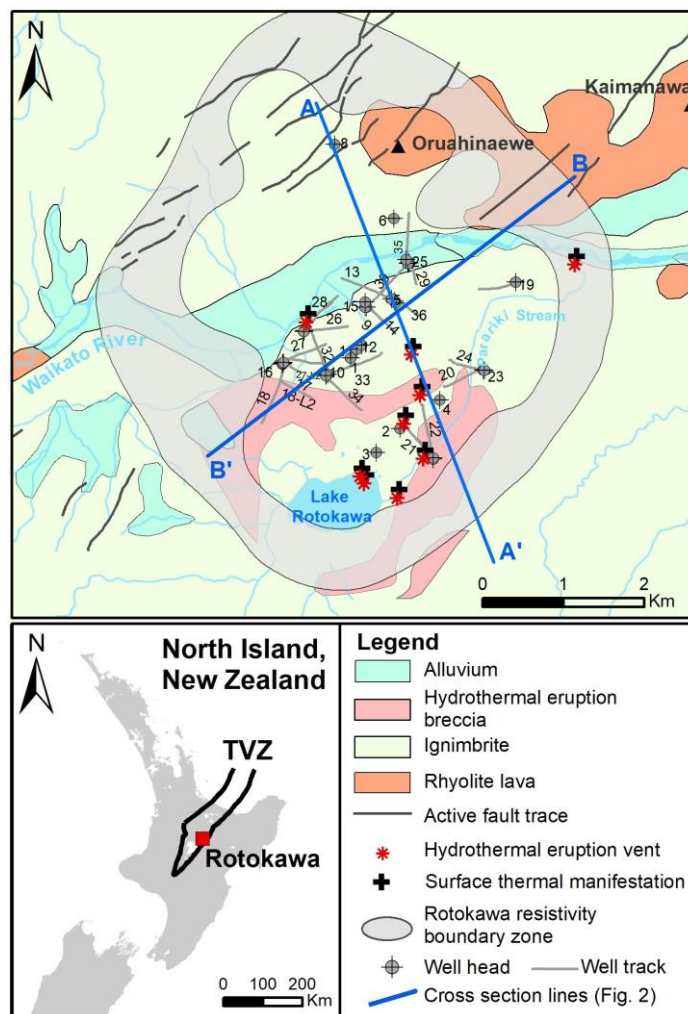 N
Kaimanawa
A
8
Oruahinaewe
B
6
35
25
13
29
19
28
15
5
36
26
9
14
Parariki Stream
27
12
24
Waikato River
16
32
1
20
10
33
23
18
18-L2
34
4
B'
2
22
21
3
Lake
Rotokawa
A'
0 1 2
Km
N
North Island,
New Zealand
TVZ
Rotokawa
0 100 200
Km
Legend
Alluvium
Hydrothermal eruption
breccia
Ignimbrite
Rhyolite lava
Active fault trace
Hydrothermal eruption vent
Surface thermal manifestation
Rotokawa resistivity
boundary zone
Well head
Well track
Cross section lines (Fig. 2)